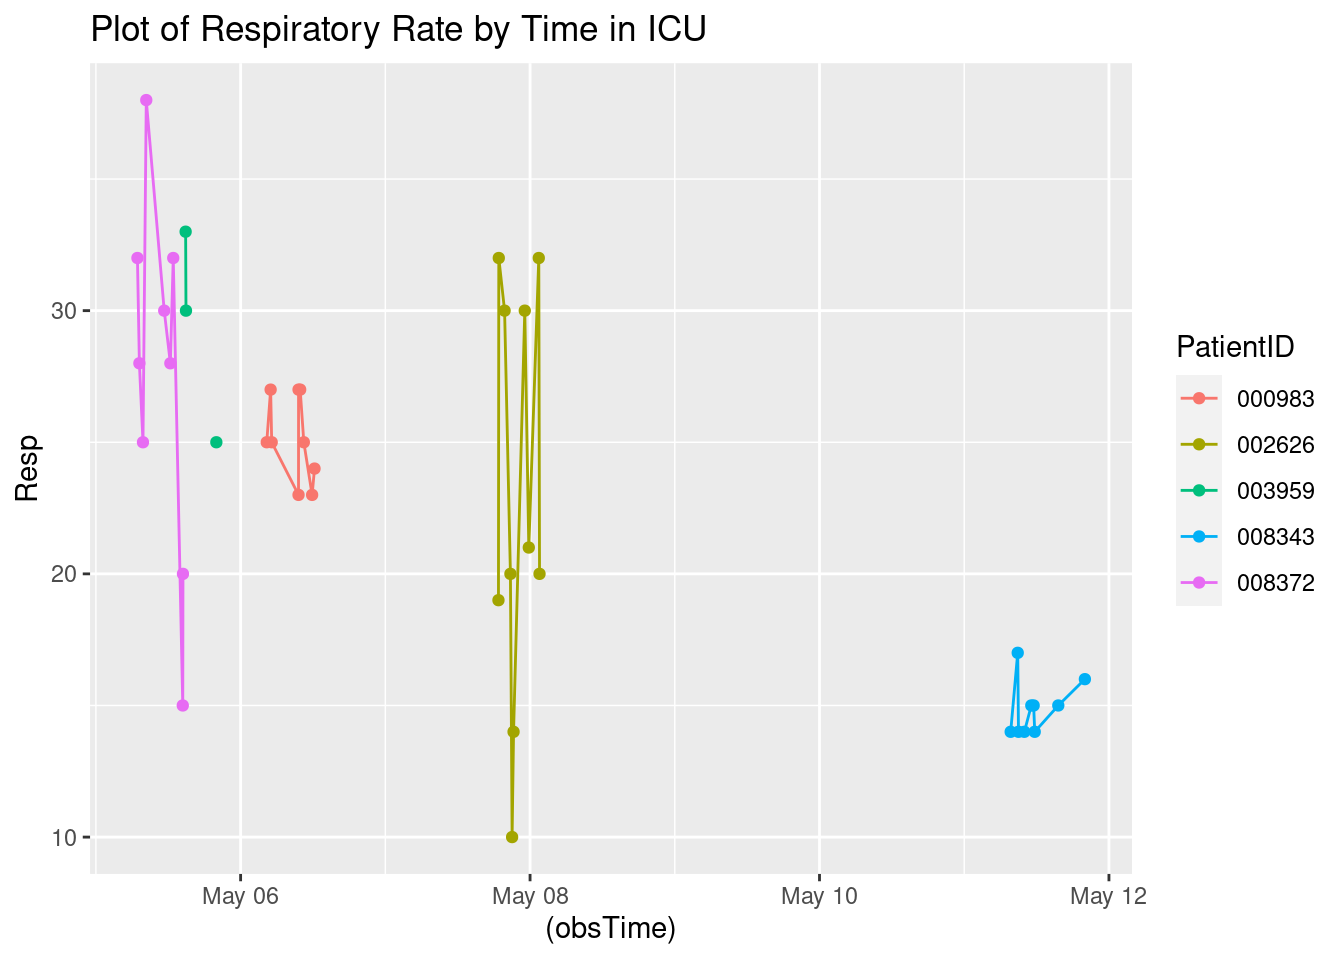 Plot of Respiratory Rate by Time in ICU
Resp
30
20
10
May 06
May 08
May 10
May 12
(obsTime)
PatientID
000983
002626
003959
008343
008372